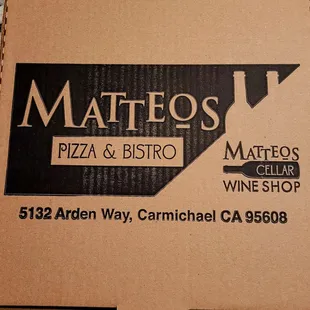 MATTEOS
PIZZA & BISTRO
MATTEOS
CELLAR
WINE SHOP
5132 Arden Way, Carmichael CA 95608